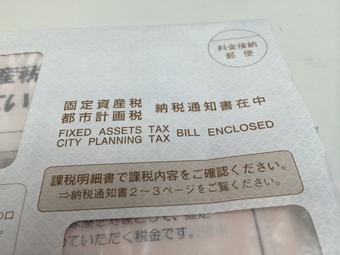 料金後納
郵便
産税
固定資産税 納税通知書在中
都市計画税
FIXED ASSETS TAX BILL ENCLOSED
CITY PLANNING TAX
課税明細書で課税内容をご確認ください。
⇒納税通知書2〜3ページをご覧ください。
ていただく税金です。